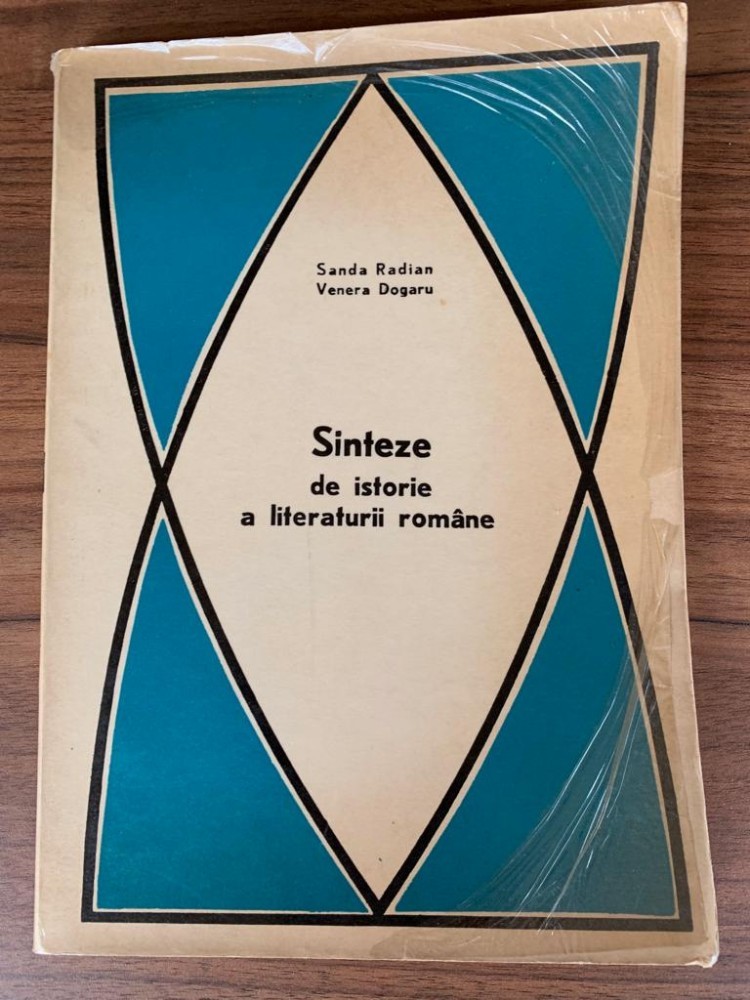 Sanda Radian
Venera Dogaru
Sinteze
de istorie
a literaturii române